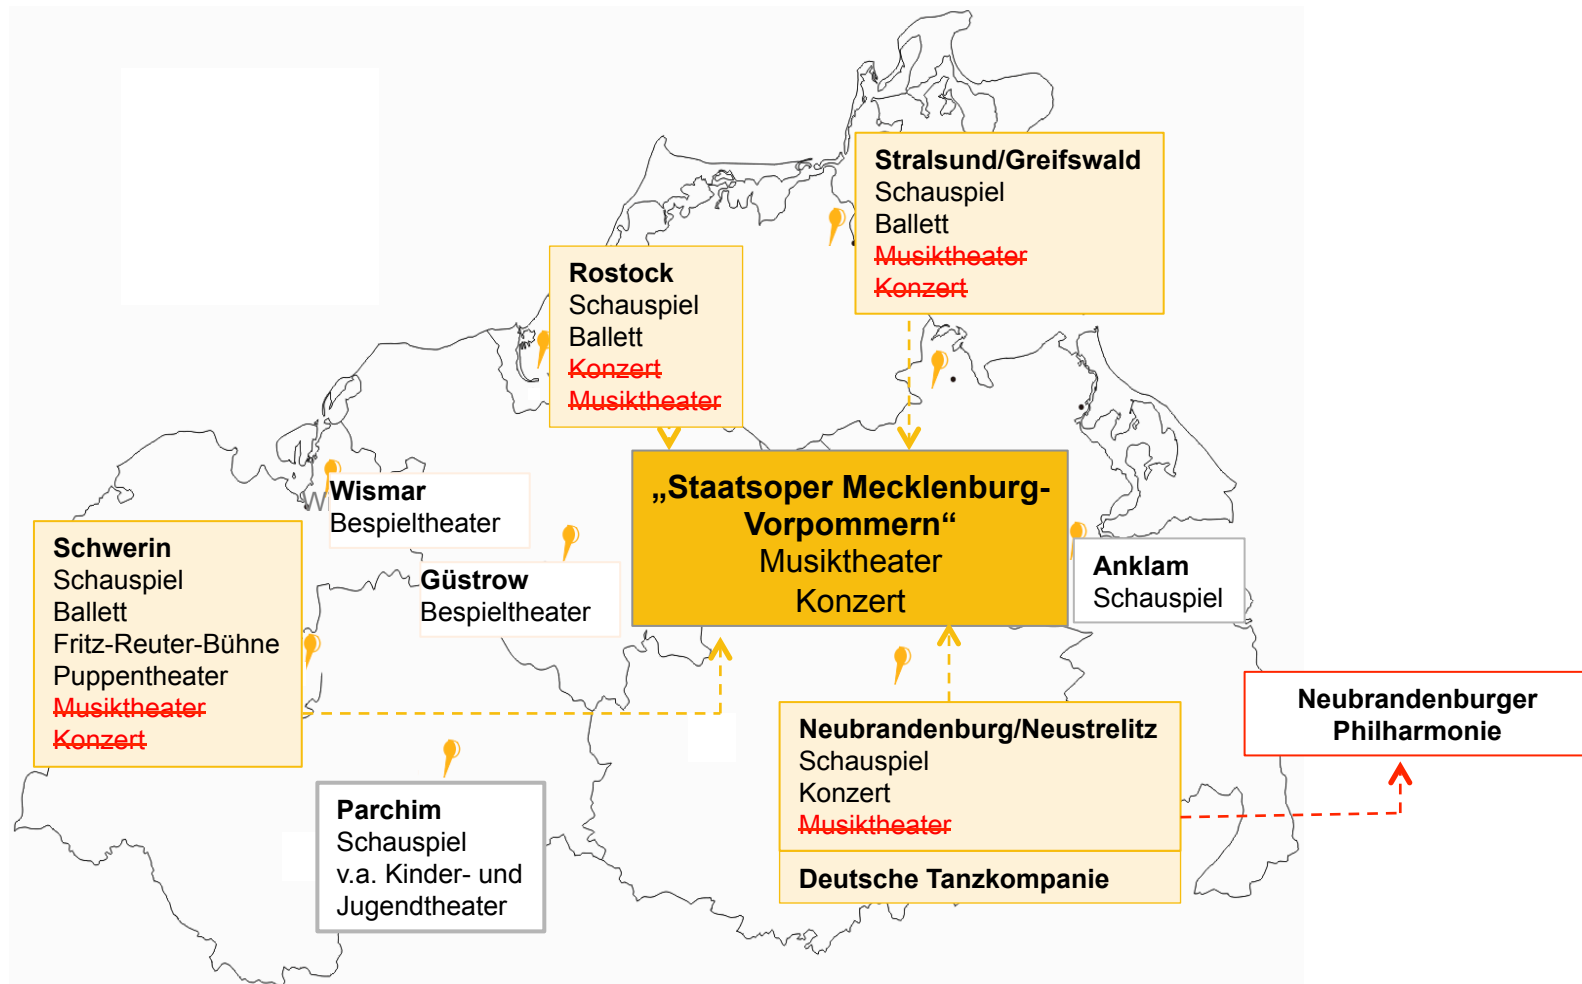 Stralsund/Greifswald
Schauspiel
Ballett
Musiktheater
Konzert
Rostock
Schauspiel
Ballett
Konzert
Musiktheater
„Staatsoper Mecklenburg-
Vorpommern“
Musiktheater
Konzert
W
Wismar
Bespieltheater
Güstrow
Bespieltheater
Schwerin
Schauspiel
Ballett
Fritz-Reuter-Bühne
Puppentheater
Musiktheater
Konzert
Anklam
Schauspiel
Neubrandenburger
Philharmonie
Neubrandenburg/Neustrelitz
Schauspiel
Konzert
Musiktheater
Deutsche Tanzkompanie
Parchim
Schauspiel
v.a. Kinder- und
Jugendtheater